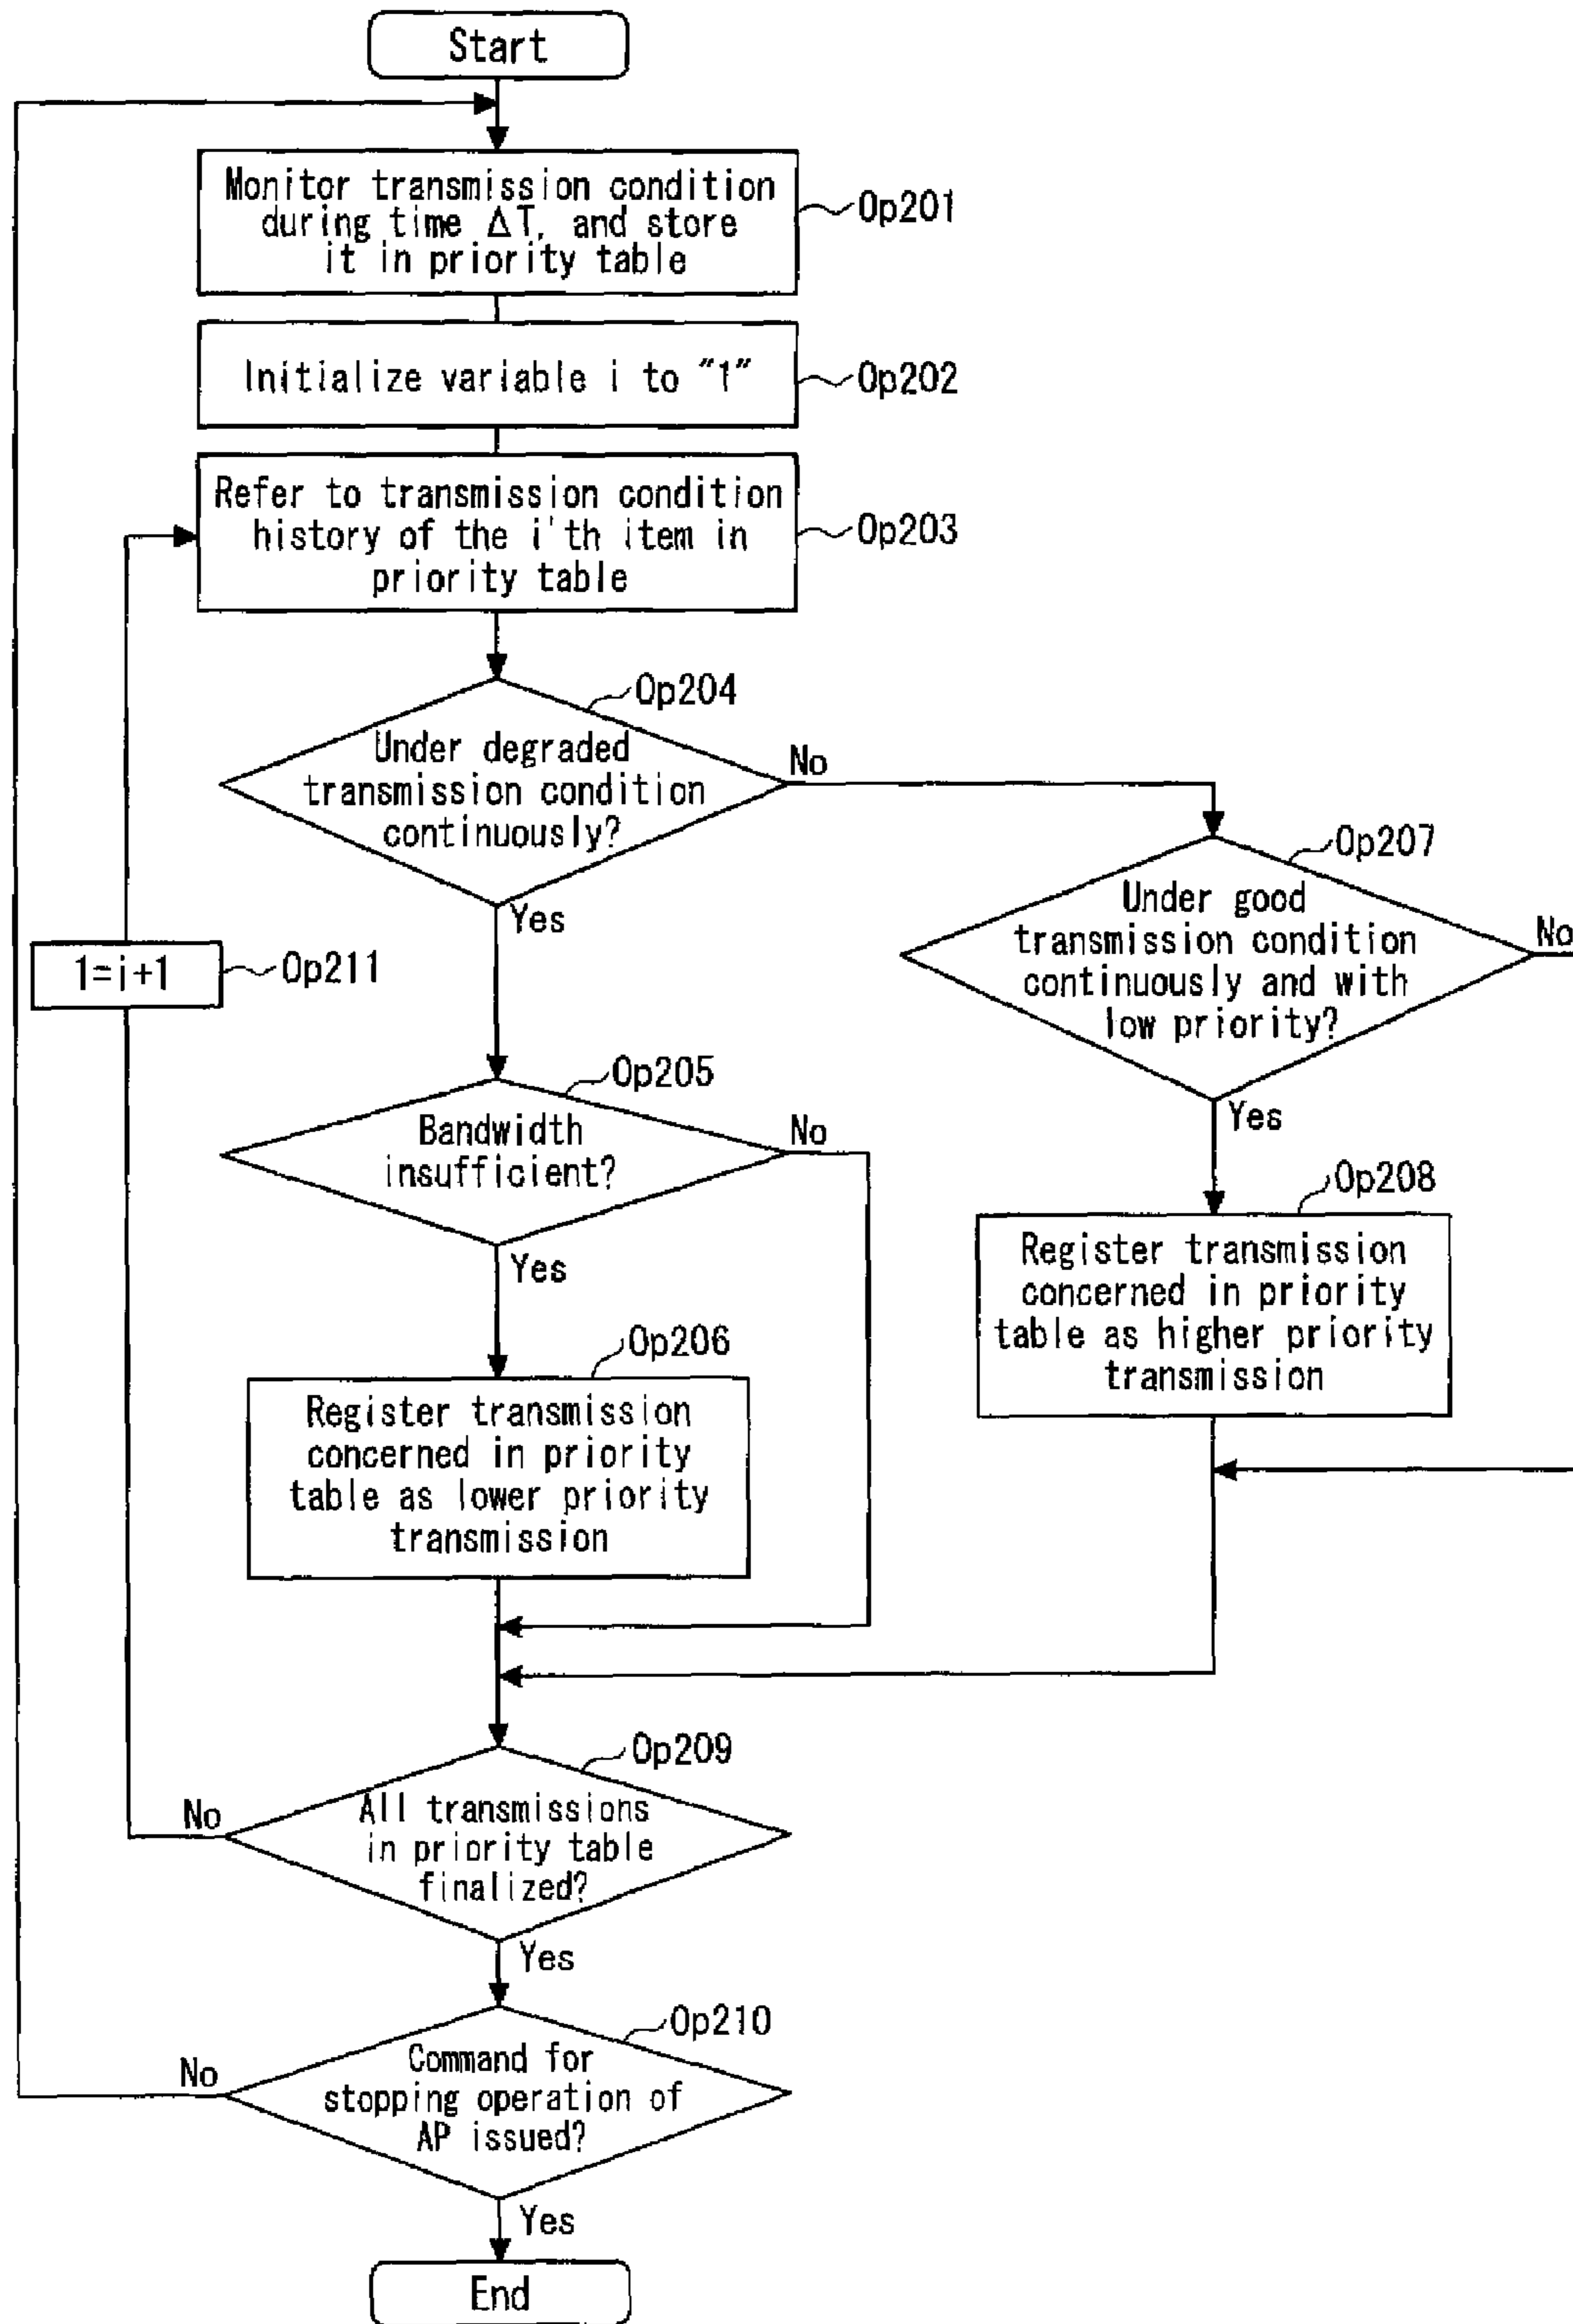 Start
Monitor transmission condition
during time ΔT, and store
it in priority table
Op201
Initialize variable i to "1"
Op202
Refer to transmission condition
history of the i'th item in
priority table
Op203
Op204
Under degraded
transmission condition
continuously?
No
Yes
Op207
Under good
transmission condition
continuously and with
low priority?
No
Yes
1=i+1
Op211
Op205
Bandwidth
insufficient?
No
Yes
Op208
Register transmission
concerned in priority
table as higher priority
transmission
Op206
Register transmission
concerned in priority
table as lower priority
transmission
Op209
All transmissions
in priority table
finalized?
No
Yes
Op210
Command for
stopping operation of
AP issued?
No
Yes
End